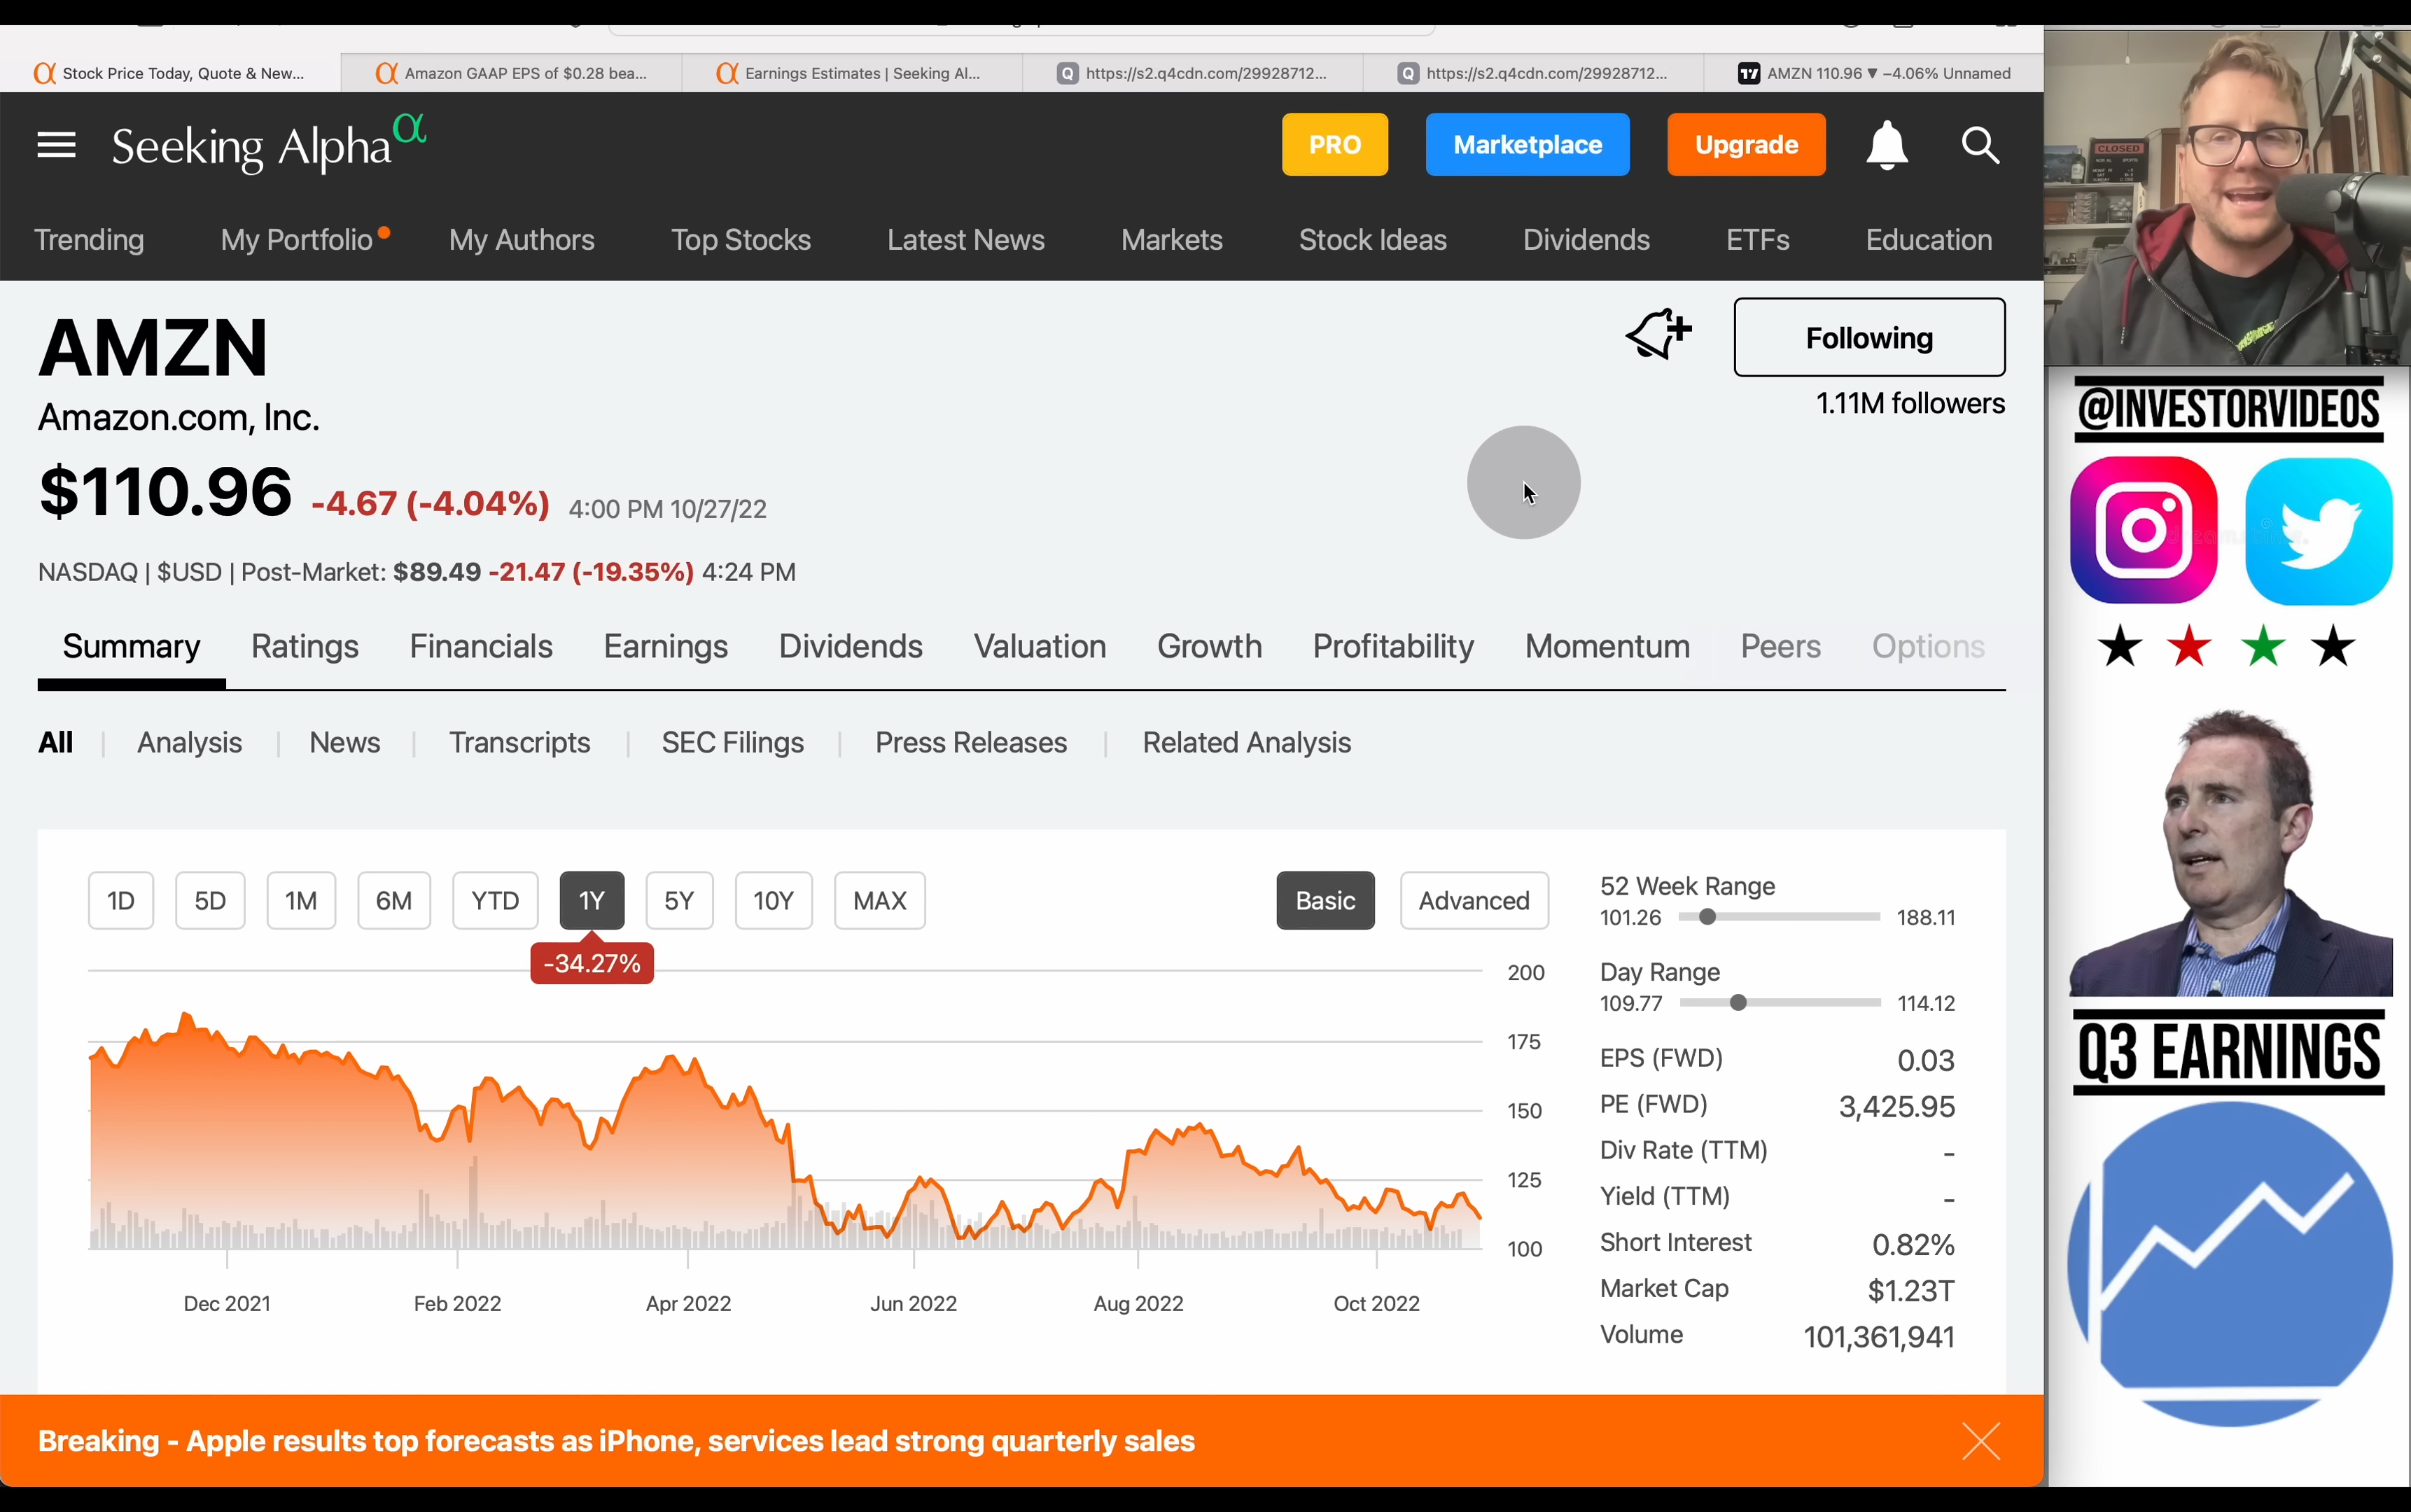 Stock Price Today, Quote & New...
Amazon GAAP EPS of $0.28 bea...
Earnings Estimates | Seeking Al...
https://s2.q4cdn.com/29928712...
https://s2.q4cdn.com/29928712...
AMZN 110.96 ▼ −4.06% Unnamed
Seeking Alpha α
PRO
Marketplace
Upgrade
CLOSED
Trending
My Portfolio
My Authors
Top Stocks
Latest News
Markets
Stock Ideas
Dividends
ETFs
Education
AMZN
Following
Amazon.com, Inc.
1.11M followers
@INVESTORVIDEOS
$110.96 -4.67 (-4.04%) 4:00 PM 10/27/22
NASDAQ | $USD | Post-Market: $89.49 -21.47 (-19.35%) 4:24 PM
Summary
Ratings
Financials
Earnings
Dividends
Valuation
Growth
Profitability
Momentum
Peers
Options
All | Analysis | News | Transcripts | SEC Filings | Press Releases | Related Analysis
1D
5D
1M
6M
YTD
1Y
5Y
10Y
MAX
Basic
Advanced
-34.27%
200
175
150
125
100
Dec 2021
Feb 2022
Apr 2022
Jun 2022
Aug 2022
Oct 2022
52 Week Range
101.26 188.11
Day Range
109.77 114.12
EPS (FWD) 0.03
PE (FWD) 3,425.95
Div Rate (TTM) -
Yield (TTM) -
Short Interest 0.82%
Market Cap $1.23T
Volume 101,361,941
Q3 EARNINGS
Breaking - Apple results top forecasts as iPhone, services lead strong quarterly sales